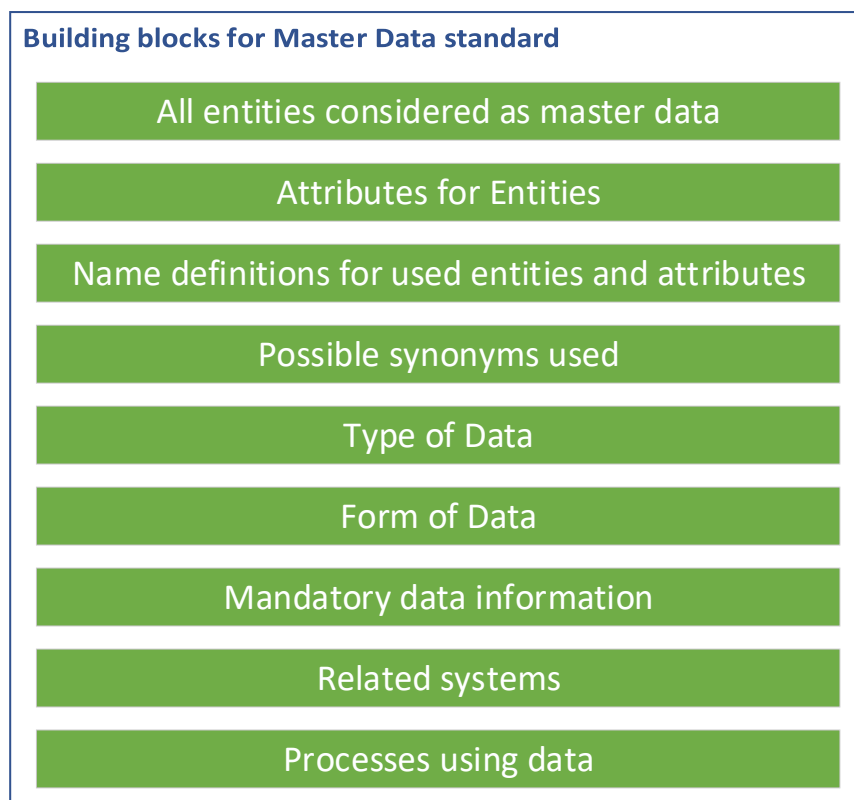 Building blocks for Master Data standard
All entities considered as master data
Attributes for Entities
Name definitions for used entities and attributes
Possible synonyms used
Type of Data
Form of Data
Mandatory data information
Related systems
Processes using data